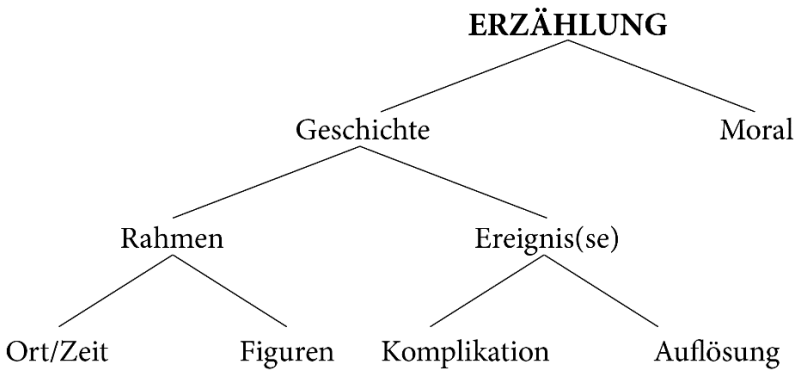 ERZÄHLUNG
Geschichte Moral
Rahmen Ereignis(se)
Ort/Zeit Figuren Komplikation Auflösung